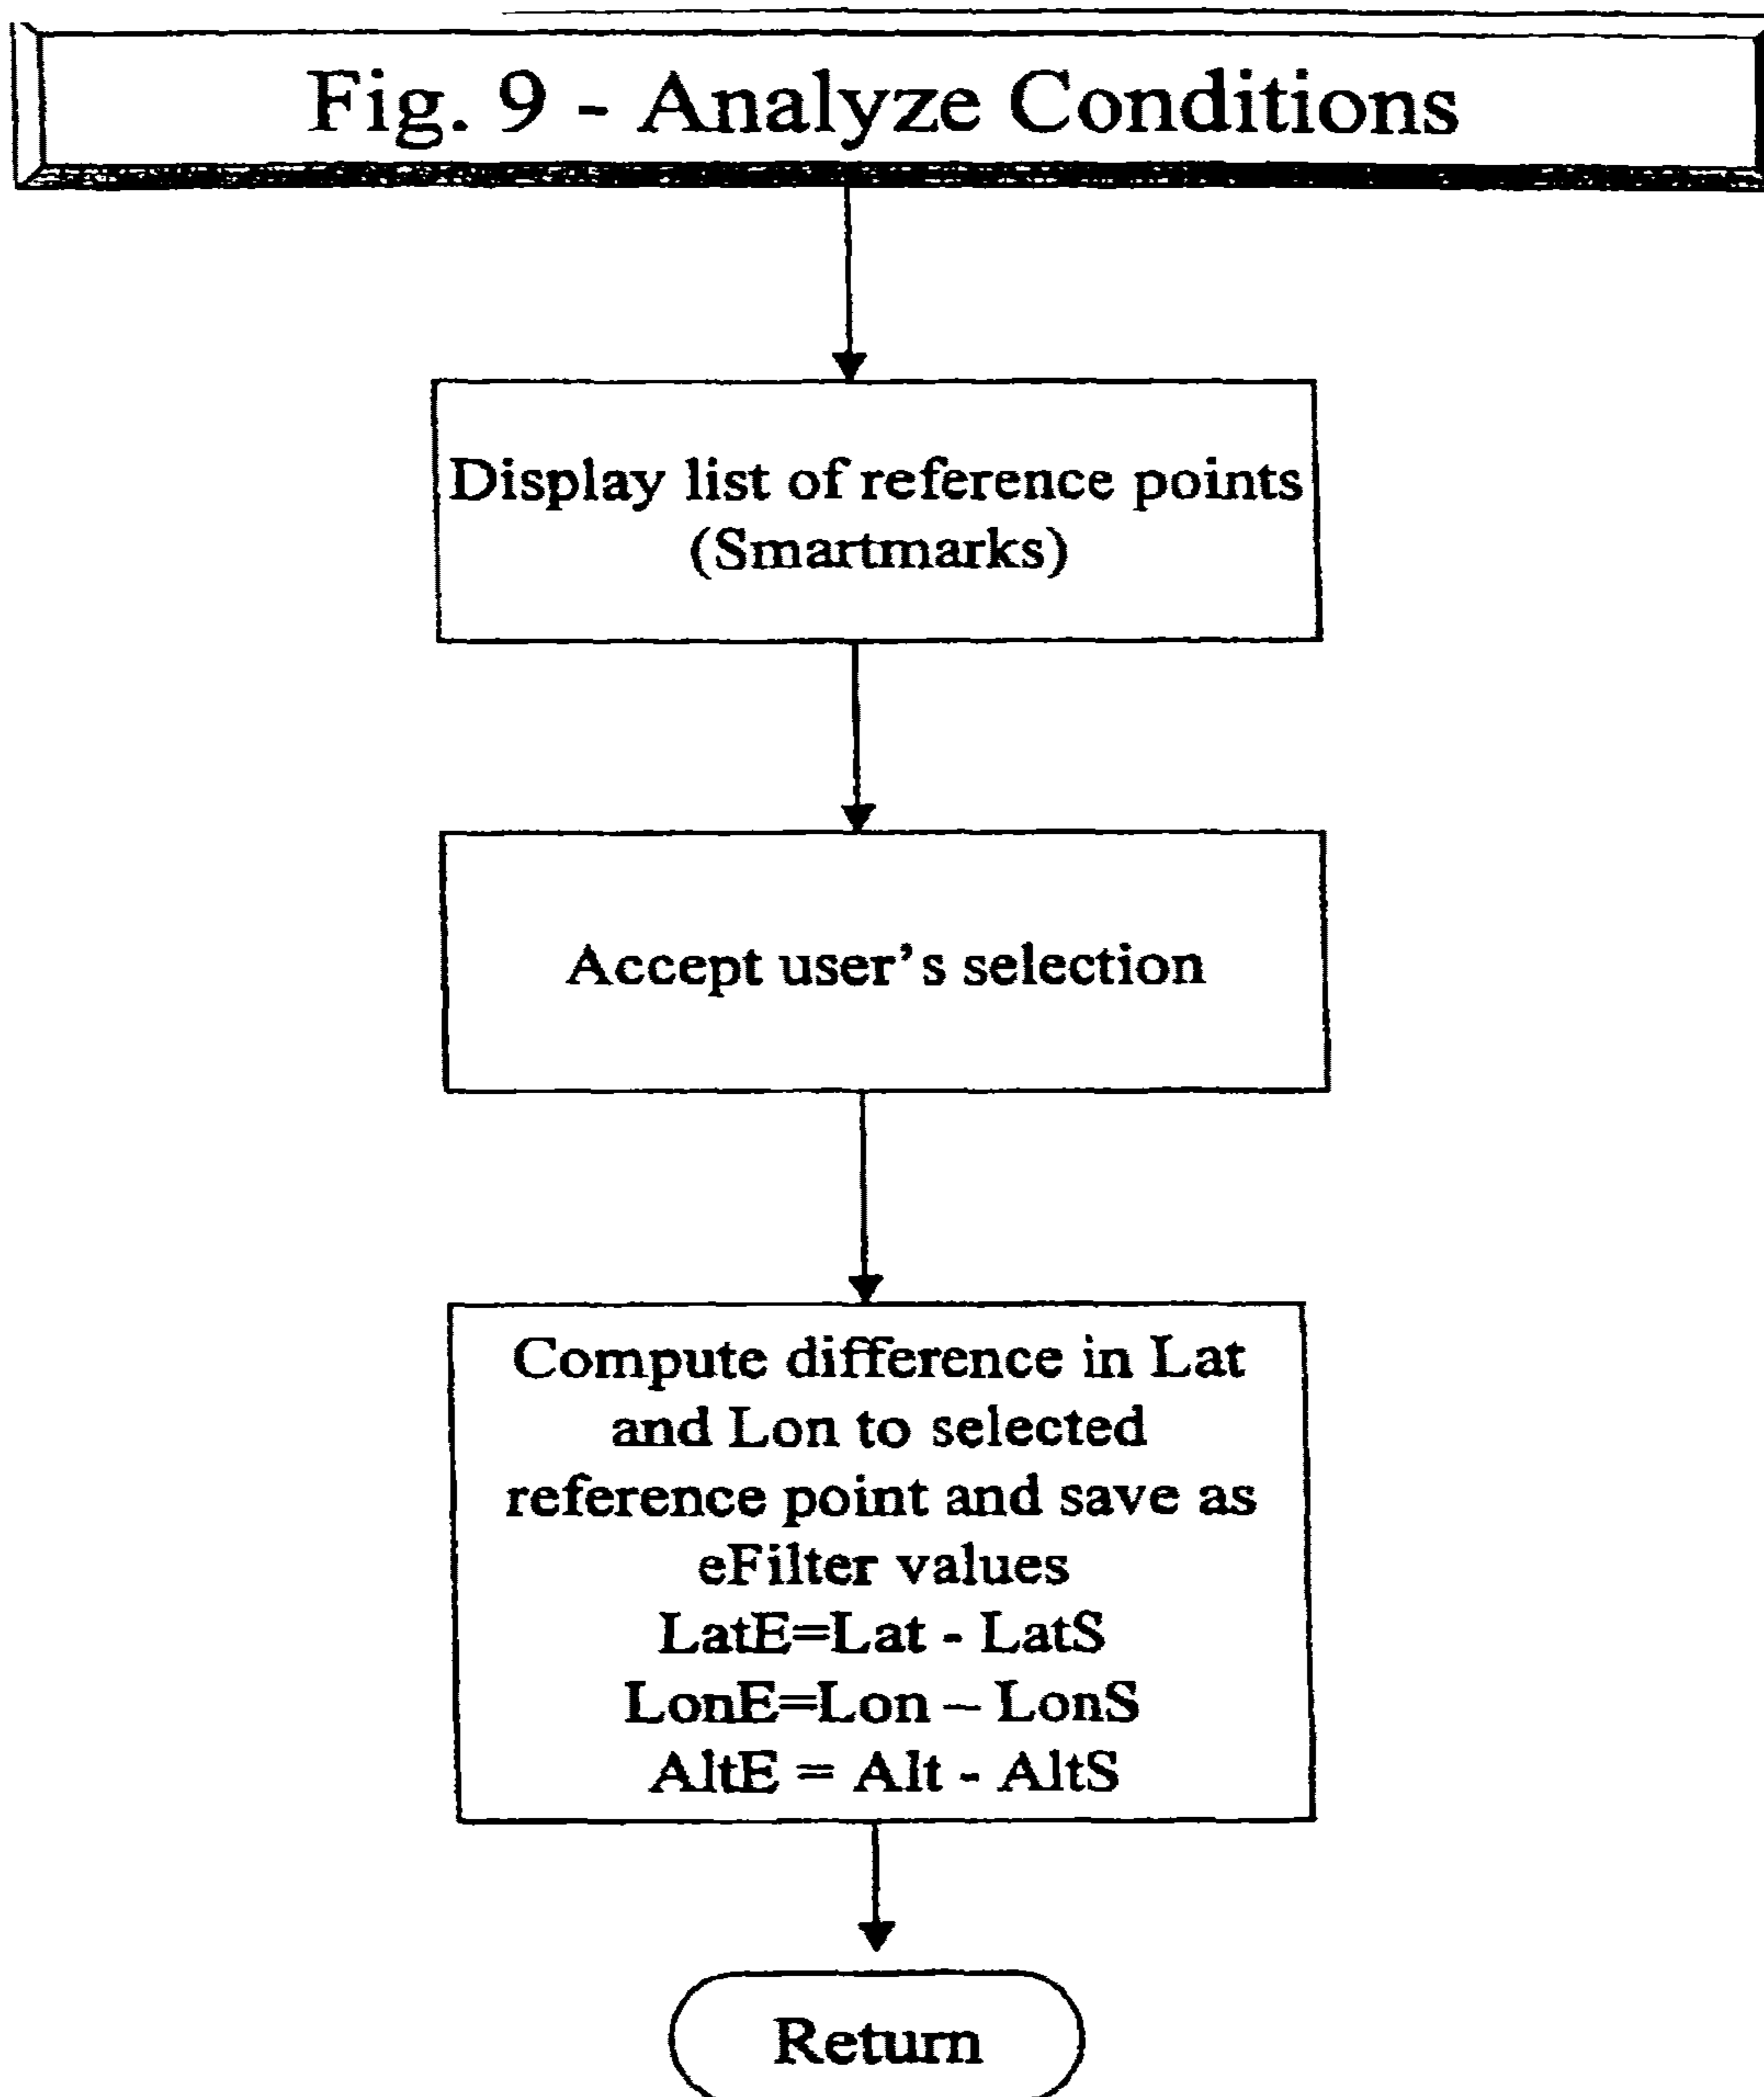 Fig. 9 - Analyze Conditions
Display list of reference points
(Smartmarks)
Accept user’s selection
Compute difference in Lat
and Lon to selected
reference point and save as
eFilter values
LatE=Lat - LatS
LonE=Lon – LonS
AltE = Alt - AltS
Return